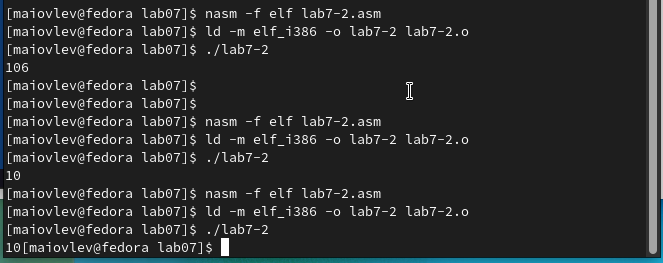 [maiovlev@fedora lab07]$ nasm -f elf lab7-2.asm
[maiovlev@fedora lab07]$ ld -m elf_i386 -o lab7-2 lab7-2.o
[maiovlev@fedora lab07]$ ./lab7-2
106
[maiovlev@fedora lab07]$
[maiovlev@fedora lab07]$
[maiovlev@fedora lab07]$ nasm -f elf lab7-2.asm
[maiovlev@fedora lab07]$ ld -m elf_i386 -o lab7-2 lab7-2.o
[maiovlev@fedora lab07]$ ./lab7-2
10
[maiovlev@fedora lab07]$ nasm -f elf lab7-2.asm
[maiovlev@fedora lab07]$ ld -m elf_i386 -o lab7-2 lab7-2.o
[maiovlev@fedora lab07]$ ./lab7-2
10[maiovlev@fedora lab07]$